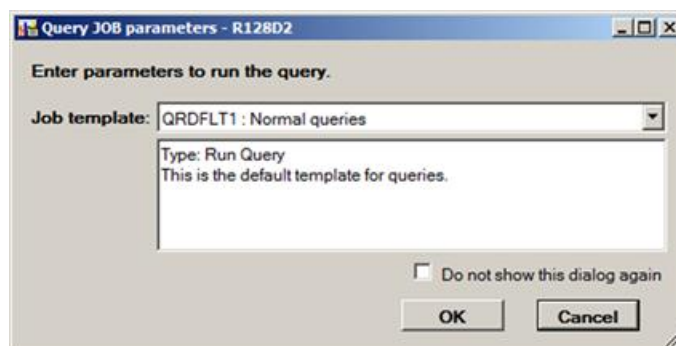 Query JOB parameters - R128D2
Enter parameters to run the query.
Job template: QRDFLT1 : Normal queries
Type: Run Query
This is the default template for queries.
Do not show this dialog again
OK Cancel